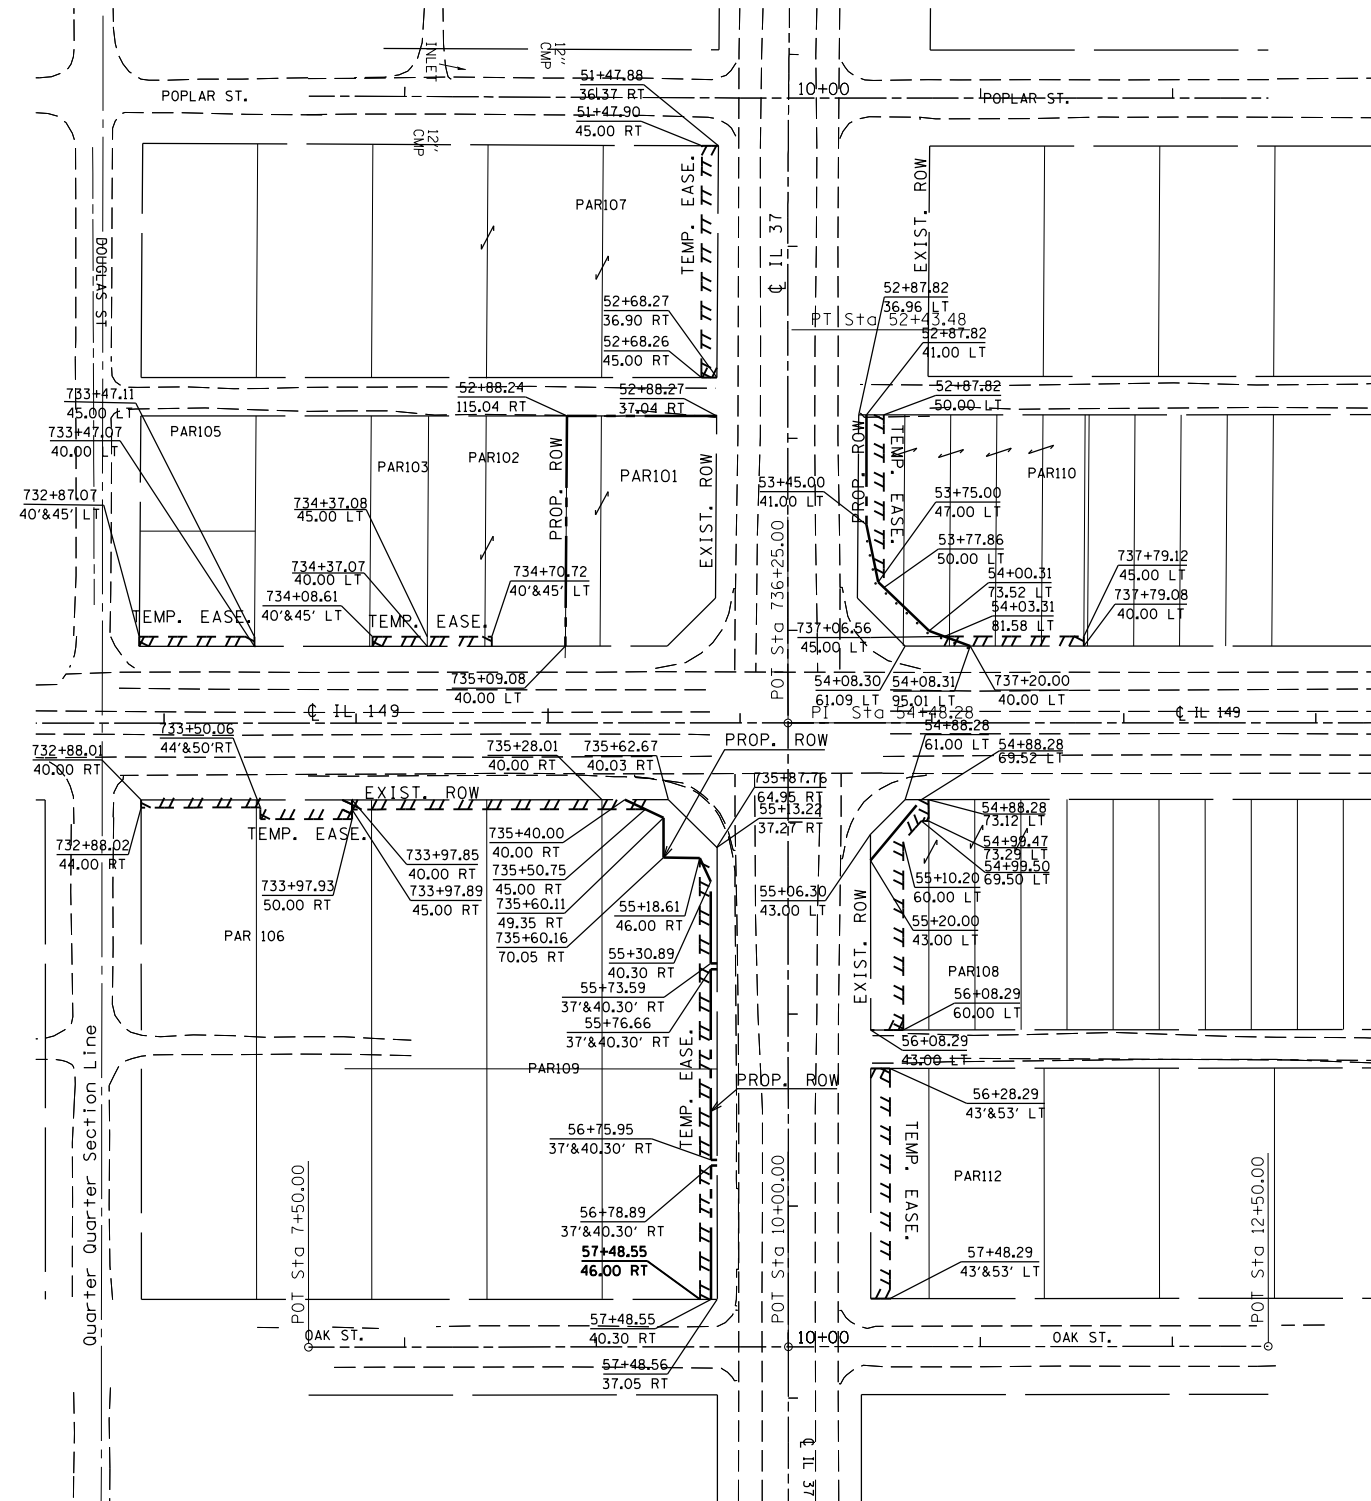 12"
CMP
INLET
51+47.88
36.37 RT
51+47.90
45.00 RT
10+00
POPLAR ST.
POPLAR ST.
12"
CMP
TEMP. EASE.
PAR107
EXIST. ROW
℄ IL 37
DOUGLAS ST
52+68.27
36.90 RT
52+68.26
45.00 RT
52+87.82
36.96 LT
PT Sta 52+43.48
52+87.82
41.00 LT
52+87.82
50.00 LT
733+47.11
45.00 LT
733+47.07
40.00 LT
52+88.24
115.04 RT
52+88.27
37.04 RT
PAR105
PAR103
PAR102
PROP. ROW
PAR101
EXIST. ROW
PROP. ROW
TEMP. EASE.
PAR110
732+87.07
40'&45' LT
734+37.08
45.00 LT
53+45.00
41.00 LT
53+75.00
47.00 LT
53+77.86
50.00 LT
734+37.07
40.00 LT
734+08.61
40'&45' LT
734+70.72
40'&45' LT
54+00.31
73.52 LT
54+03.31
81.58 LT
737+79.12
45.00 LT
737+79.08
40.00 LT
TEMP. EASE.
TEMP. EASE.
POT Sta 736+25.00
737+06.56
45.00 LT
735+09.08
40.00 LT
54+08.30
61.09 LT
54+08.31
95.01 LT
737+20.00
40.00 LT
℄ IL 149
PI Sta 54+48.28
℄ IL 149
733+50.06
44'&50'RT
732+88.01
40.00 RT
735+28.01
40.00 RT
735+62.67
40.03 RT
PROP. ROW
54+88.28
61.00 LT
54+88.28
69.52 LT
735+87.76
64.95 RT
55+13.22
37.27 RT
EXIST. ROW
TEMP. EASE.
54+88.28
73.12 LT
54+99.47
73.29 LT
54+99.50
69.50 LT
732+88.02
44.00 RT
733+97.85
40.00 RT
733+97.93
50.00 RT
733+97.89
45.00 RT
735+40.00
40.00 RT
735+50.75
45.00 RT
735+60.11
49.35 RT
735+60.16
70.05 RT
55+18.61
46.00 RT
55+06.30
43.00 LT
55+10.20
60.00 LT
55+20.00
43.00 LT
PAR 106
EXIST. ROW
55+30.89
40.30 RT
PAR108
55+73.59
37'&40.30' RT
55+76.66
37'&40.30' RT
56+08.29
60.00 LT
56+08.29
43.00 LT
Quarter Quarter Section Line
PAR109
TEMP. EASE.
PROP. ROW
56+28.29
43'&53' LT
56+75.95
37'&40.30' RT
TEMP. EASE.
PAR112
POT Sta 7+50.00
POT Sta 10+00.00
POT Sta 12+50.00
56+78.89
37'&40.30' RT
57+48.55
46.00 RT
57+48.29
43'&53' LT
57+48.55
40.30 RT
OAK ST.
10+00
OAK ST.
57+48.56
37.05 RT
℄ IL 37